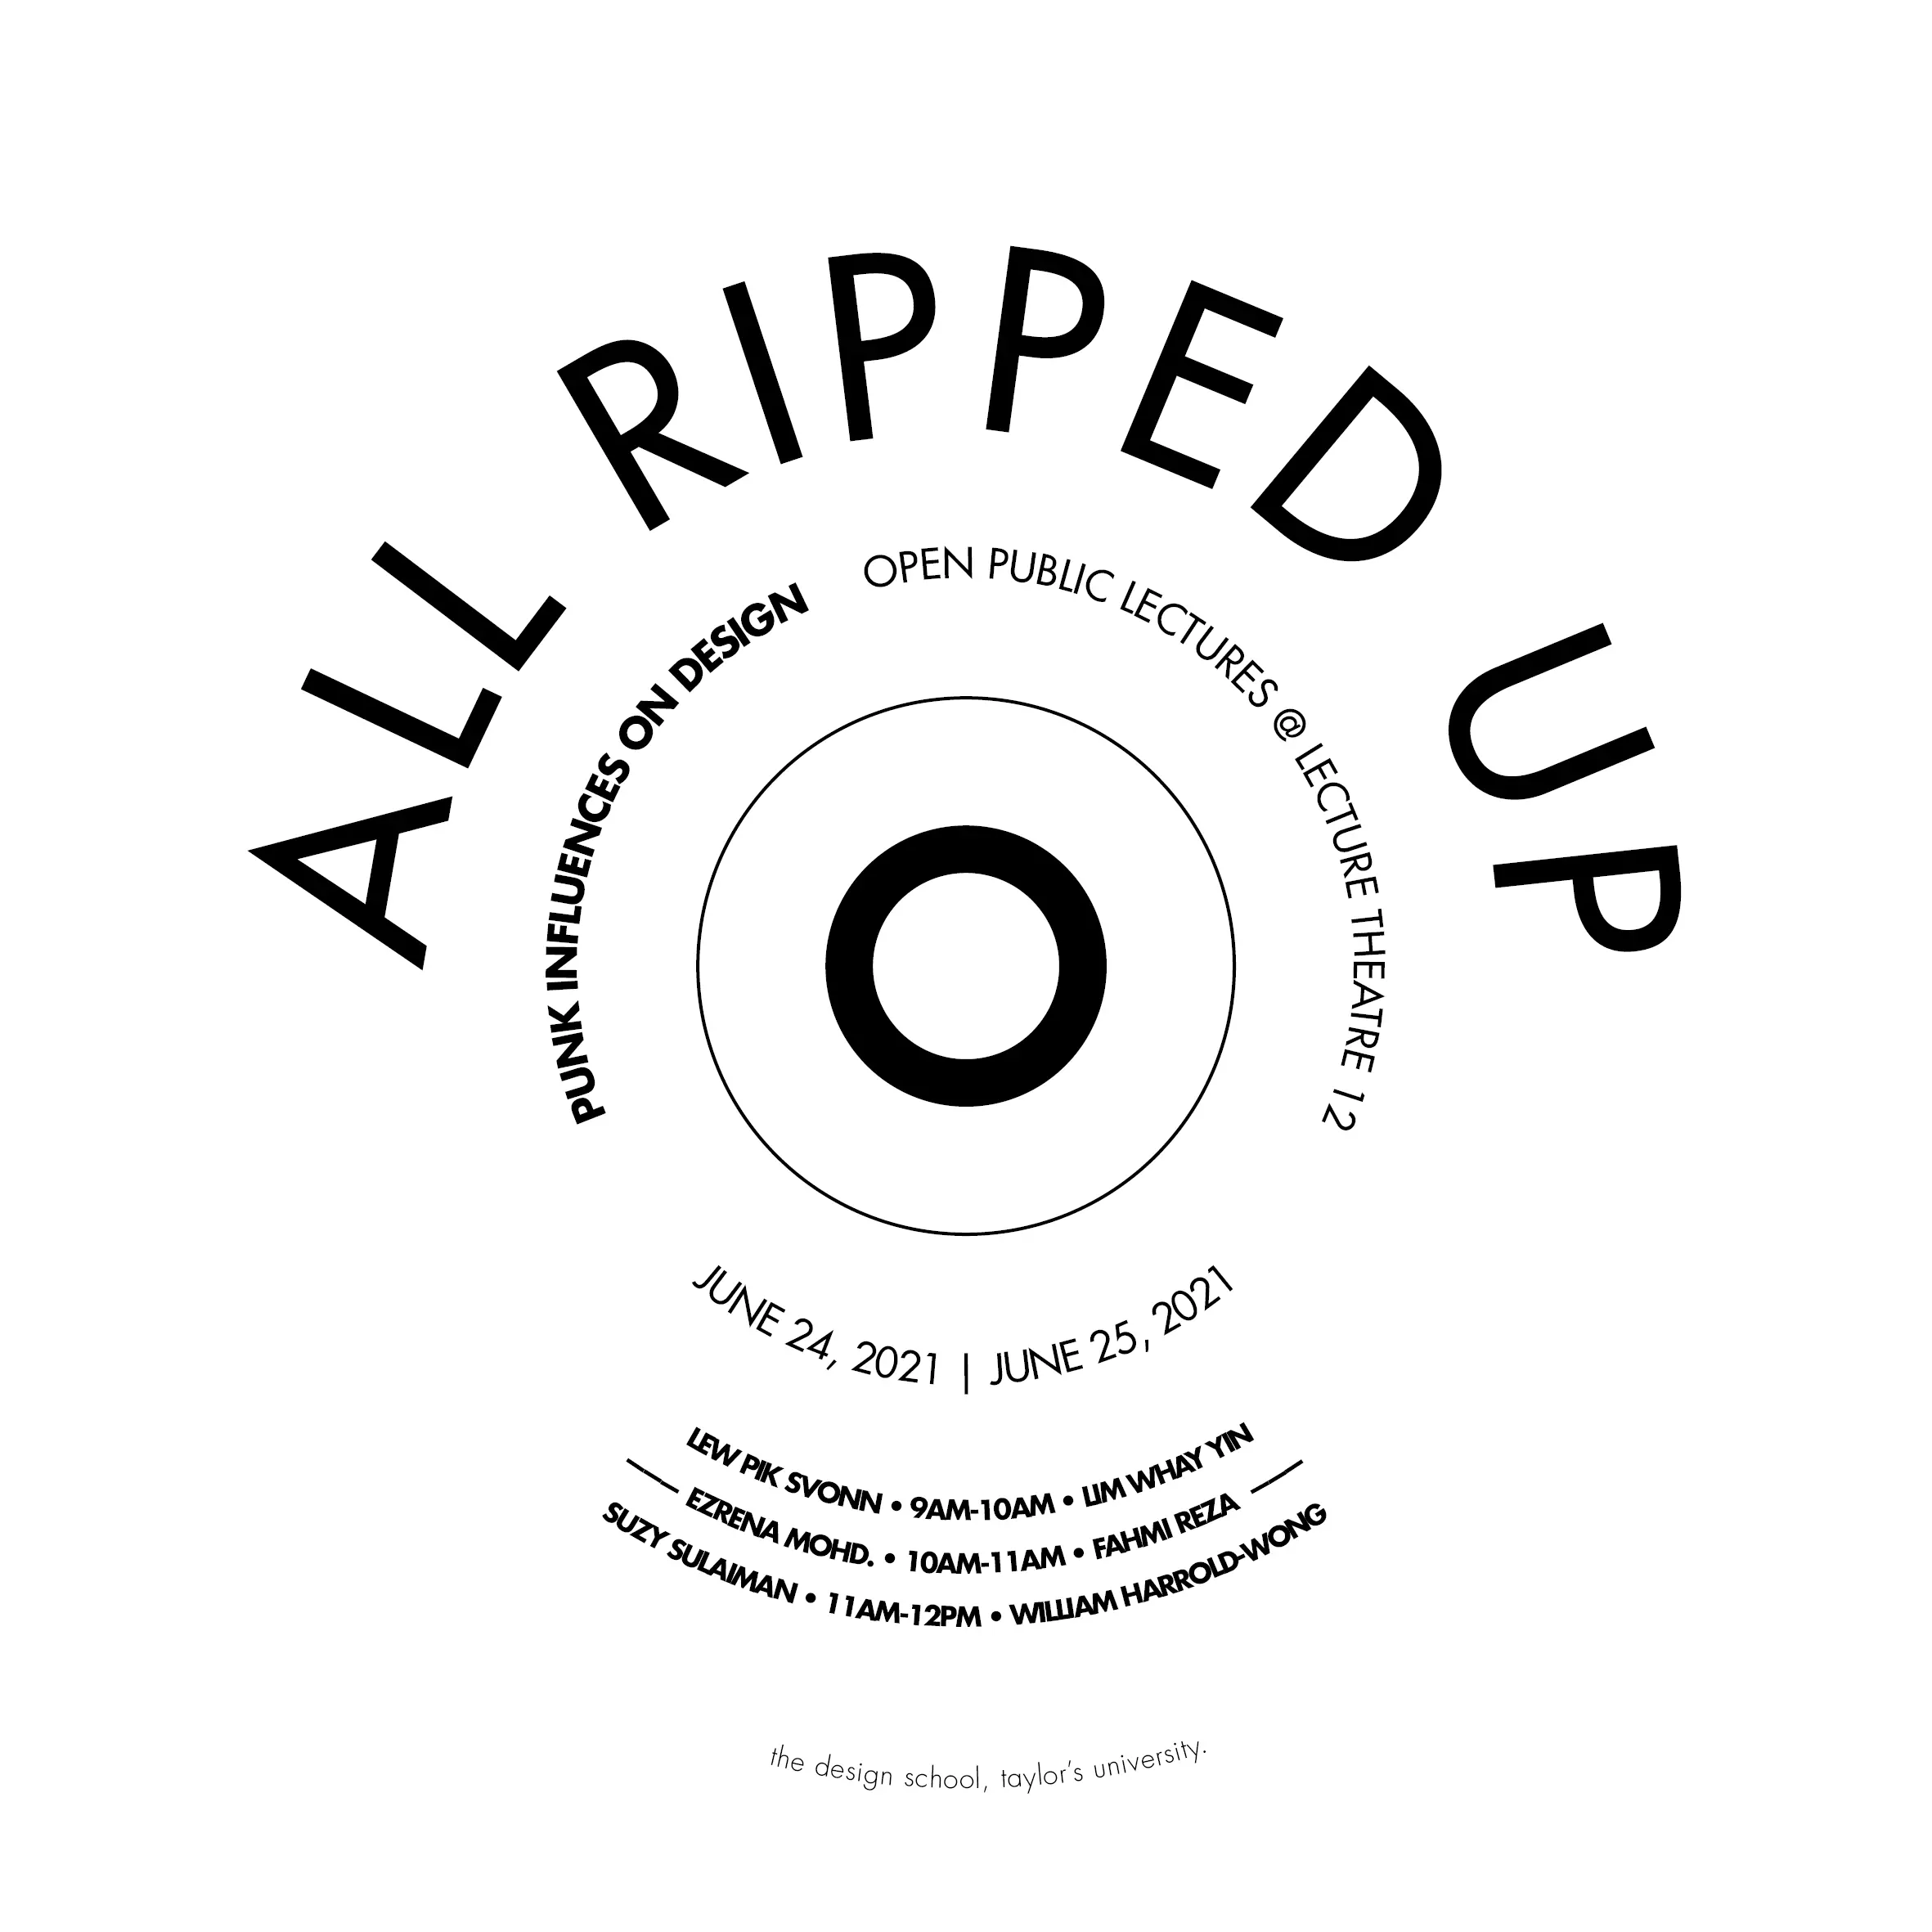 ALL RIPPED UP
PUNK INFLUENCES ON DESIGN
OPEN PUBLIC LECTURES @ LECTURE THEATRE 12
JUNE 24, 2021 | JUNE 25, 2021
LEW PIK SVONN • 9AM-10AM • LIM WHAY YIN
EZRENA MOHD. • 10AM-11AM • FAHMI REZA
SUZY SULAIMAN • 11AM-12PM • WILLIAM HARROLD-WONG
the design school, taylor's university.